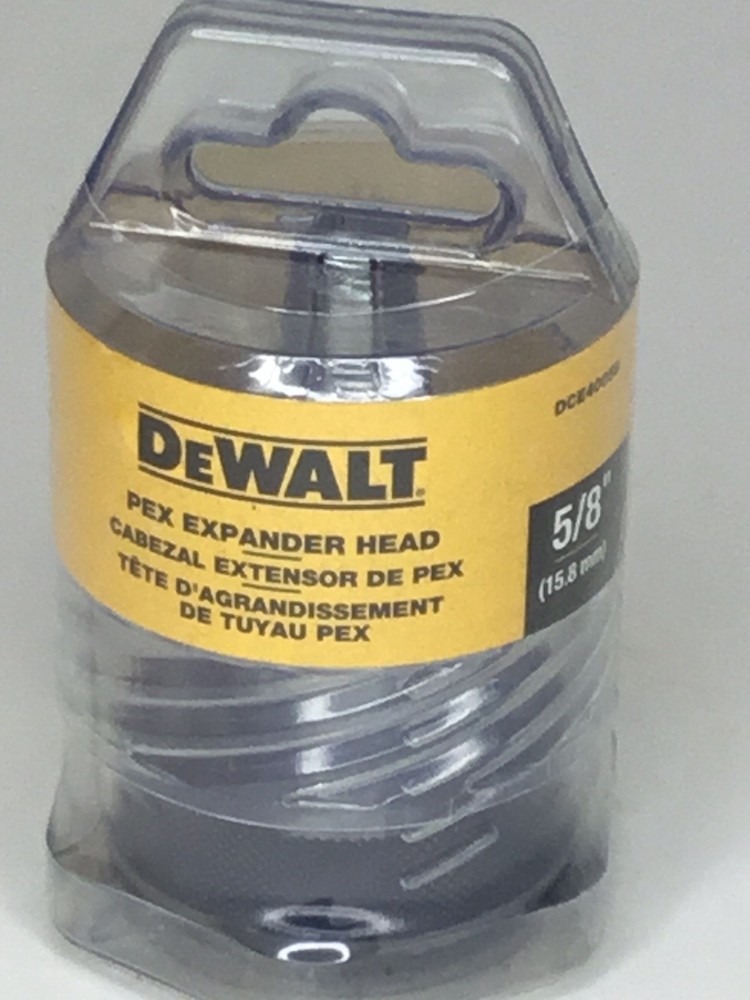 DEWALT
PEX EXPANDER HEAD
CABEZAL EXTENSOR DE PEX
TÊTE D'AGRANDISSEMENT
DE TUYAU PEX
5/8"
(15.8 mm)